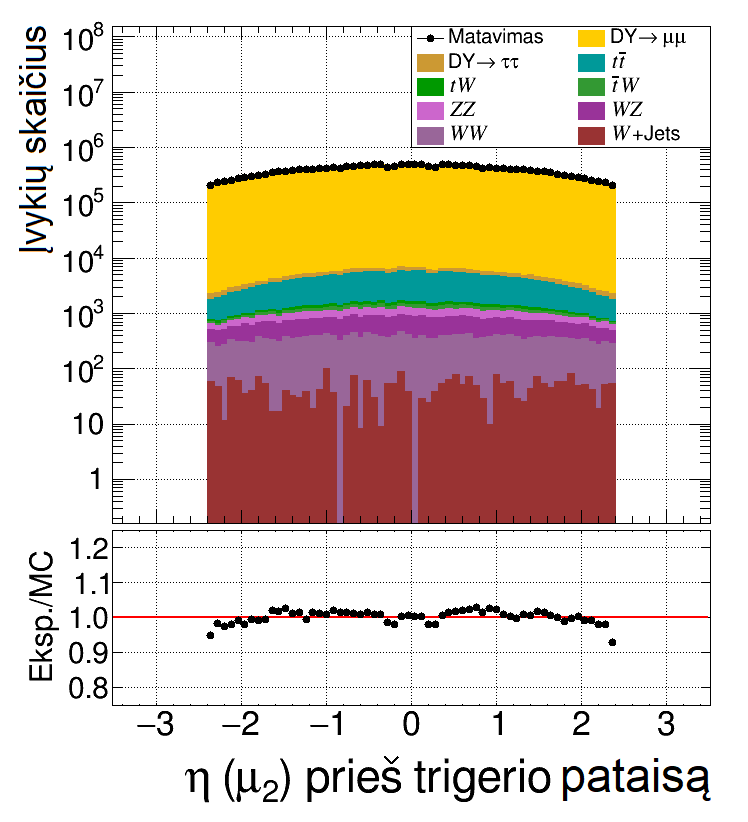 Įvykių skaičius
10⁸
10⁷
10⁶
10⁵
10⁴
10³
10²
10
1
Matavimas
DY→ μμ
DY→ ττ
tt̄
tW
t̄W
ZZ
WZ
WW
W+Jets
Eksp./MC
1.2
1.1
1.0
0.9
0.8
−3 −2 −1 0 1 2 3
η (μ₂) prieš trigerio pataisą